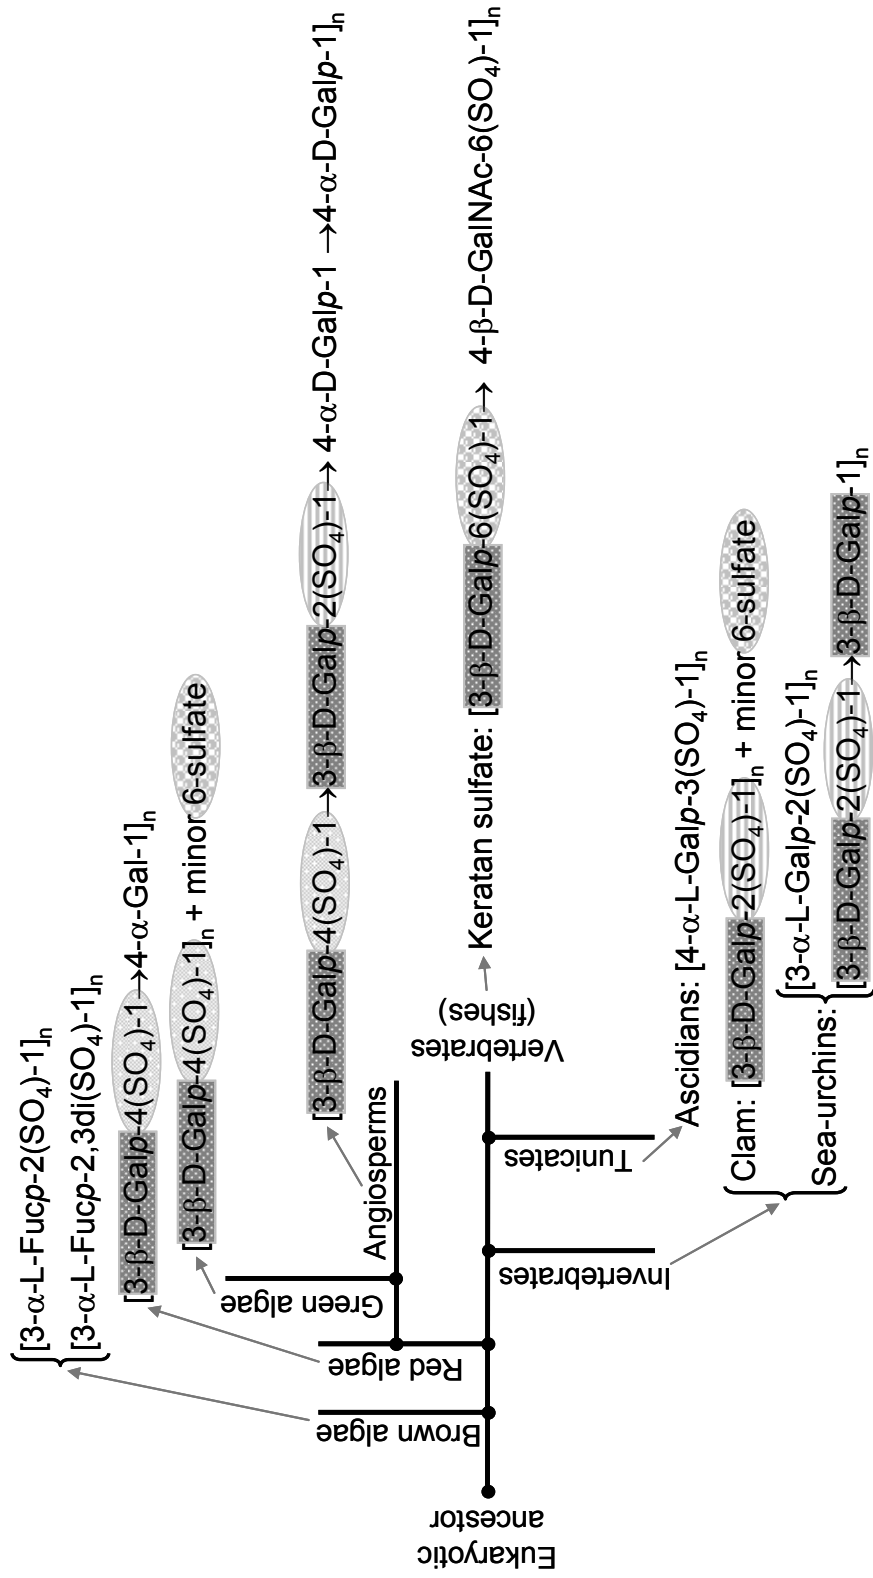 [3-α-L-Fucp-2(SO4)-1]n
[3-α-L-Fucp-2,3di(SO4)-1]n
[3-β-D-Galp-4(SO4)-1→4-α-Gal-1]n
[3-β-D-Galp-4(SO4)-1]n + minor 6-sulfate
[3-β-D-Galp-4(SO4)-1→3-β-D-Galp-2(SO4)-1→4-α-D-Galp-1→4-α-D-Galp-1]n
Brown algae
Red algae
Green algae
Angiosperms
Eukaryotic
ancestor
Vertebrates
(fishes)
Keratan sulfate: [3-β-D-Galp-6(SO4)-1→ 4-β-D-GalNAc-6(SO4)-1]n
Invertebrates
Tunicates
Ascidians: [4-α-L-Galp-3(SO4)-1]n
Clam: [3-β-D-Galp-2(SO4)-1]n + minor 6-sulfate
Sea-urchins:
[3-α-L-Galp-2(SO4)-1]n
[3-β-D-Galp-2(SO4)-1→3-β-D-Galp-1]n